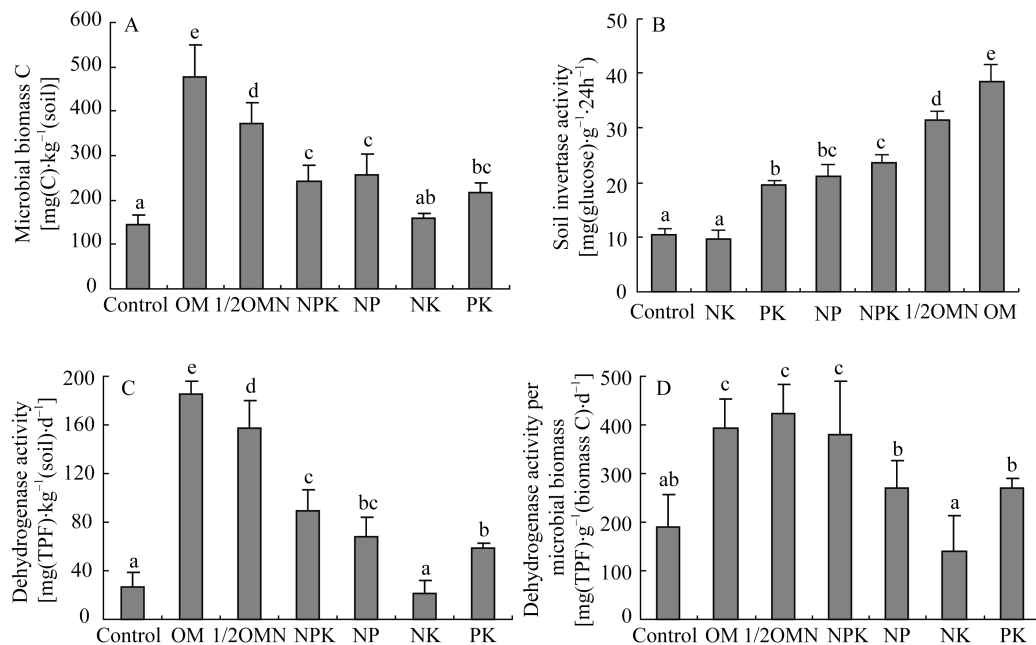 A
Microbial biomass C
[mg(C)·kg⁻¹(soil)]
600
500
400
300
200
100
0
a
e
d
c
c
ab
bc
Control OM 1/2OMN NPK NP NK PK
B
Soil invertase activity
[mg(glucose)·g⁻¹·24h⁻¹)
50
40
30
20
10
0
a
a
b
bc
c
d
e
Control NK PK NP NPK 1/2OMN OM
C
Dehydrogenase activity
[mg(TPF)·kg⁻¹(soil)·d⁻¹]
200
160
120
80
40
0
a
e
d
c
bc
a
b
Control OM 1/2OMN NPK NP NK PK
D
Dehydrogenase activity per
microbial biomass
[mg(TPF)·g⁻¹(biomass C)·d⁻¹]
500
400
300
200
100
0
ab
c
c
c
b
a
b
Control OM 1/2OMN NPK NP NK PK